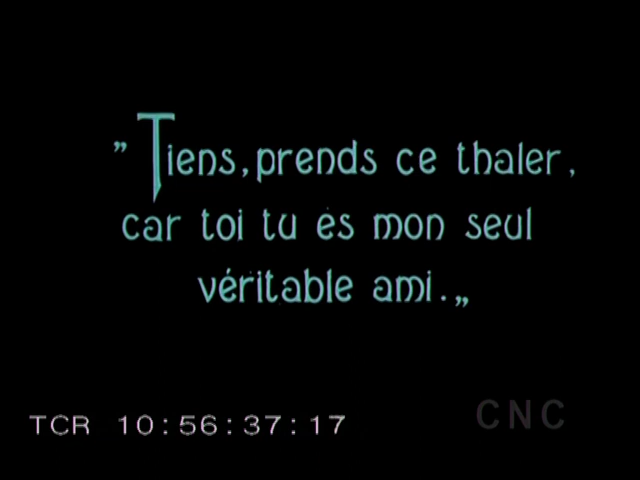 ” Tiens, prends ce thaler,
car toi tu es mon seul
véritable ami.„
TCR 10:56:37:17
CNC